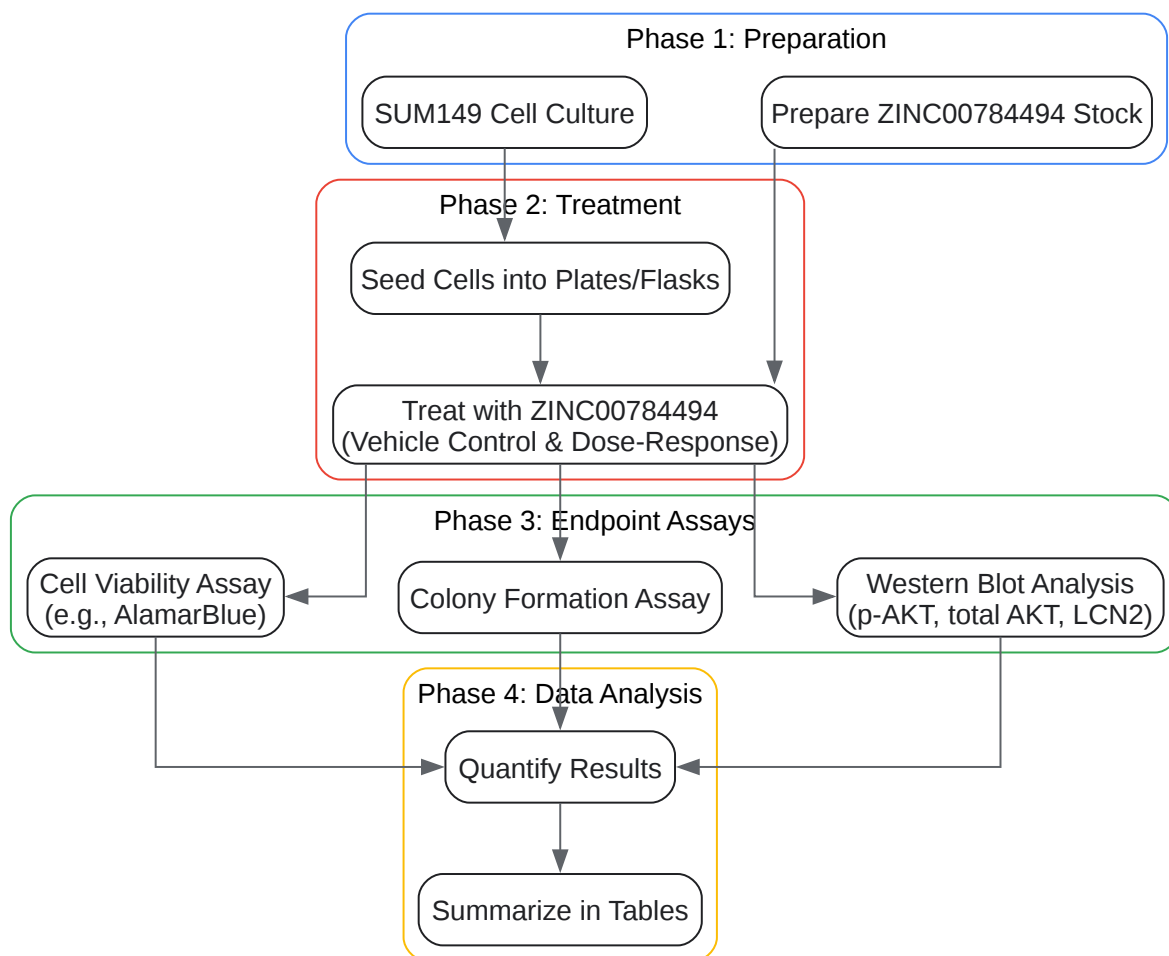 Phase 1: Preparation
SUM149 Cell Culture
Prepare ZINC00784494 Stock
Phase 2: Treatment
Seed Cells into Plates/Flasks
Treat with ZINC00784494
(Vehicle Control & Dose-Response)
Phase 3: Endpoint Assays
Cell Viability Assay
(e.g., AlamarBlue)
Colony Formation Assay
Western Blot Analysis
(p-AKT, total AKT, LCN2)
Phase 4: Data Analysis
Quantify Results
Summarize in Tables